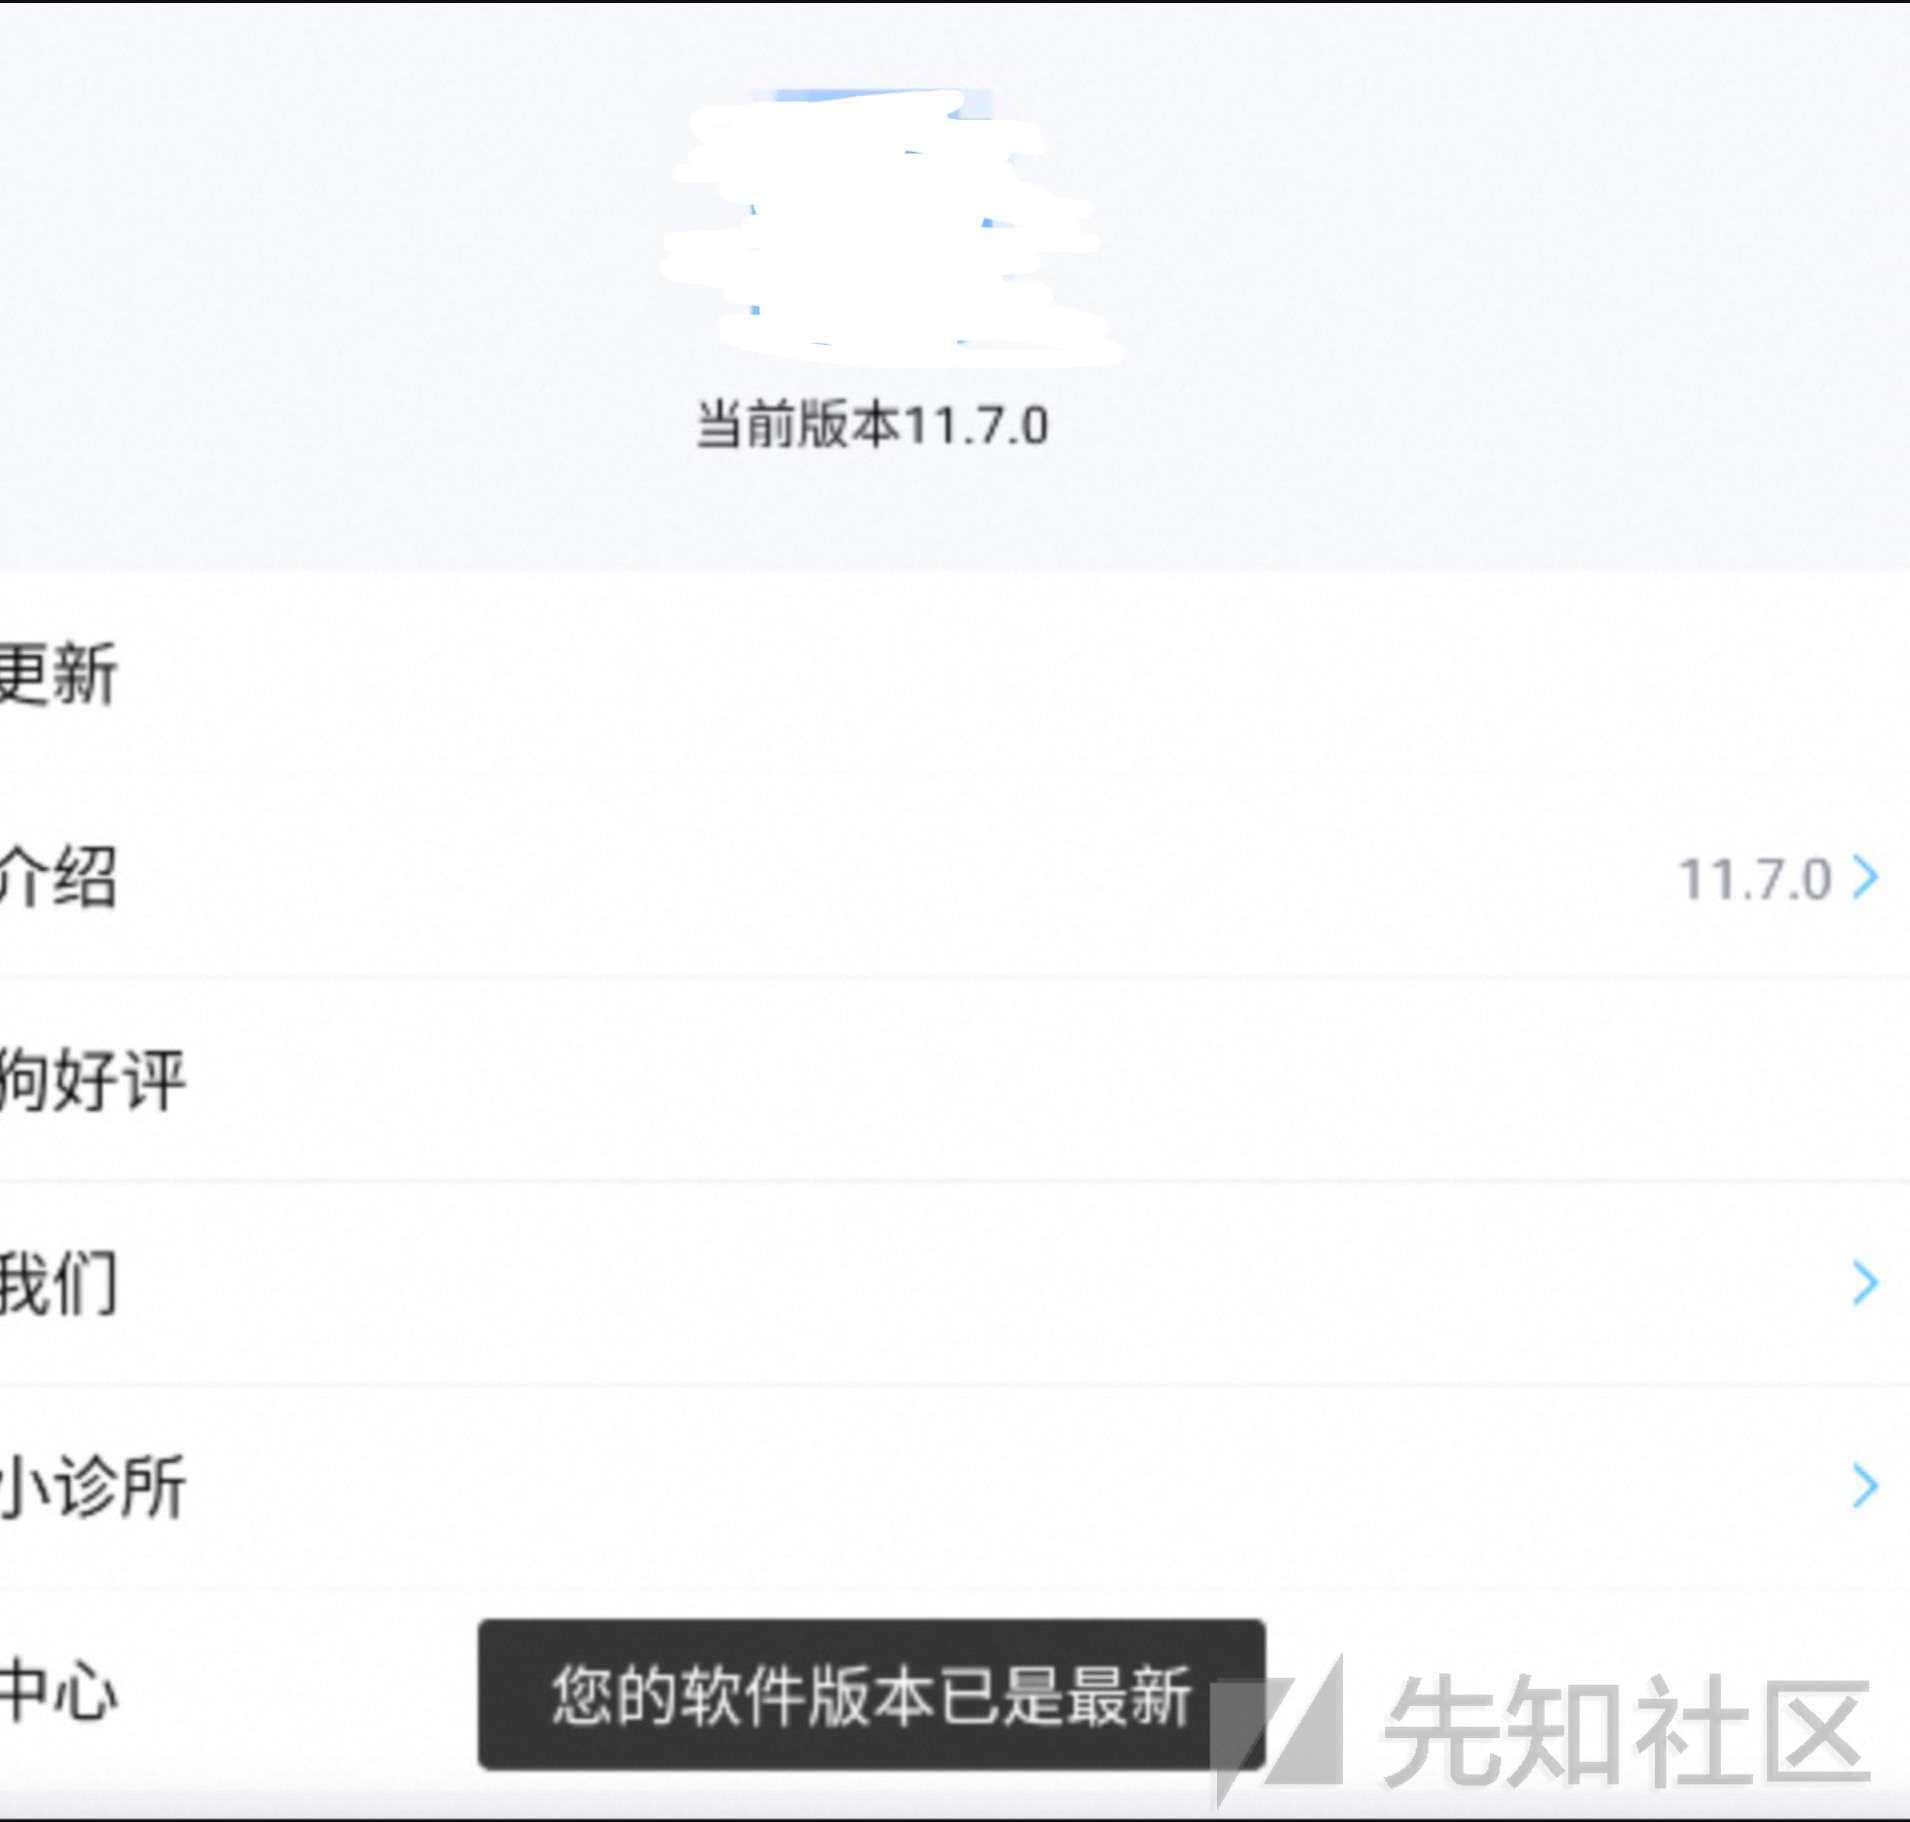 当前版本11.7.0
更新
介绍 11.7.0
狗好评
我们
小诊所
中心
您的软件版本已是最新
先知社区